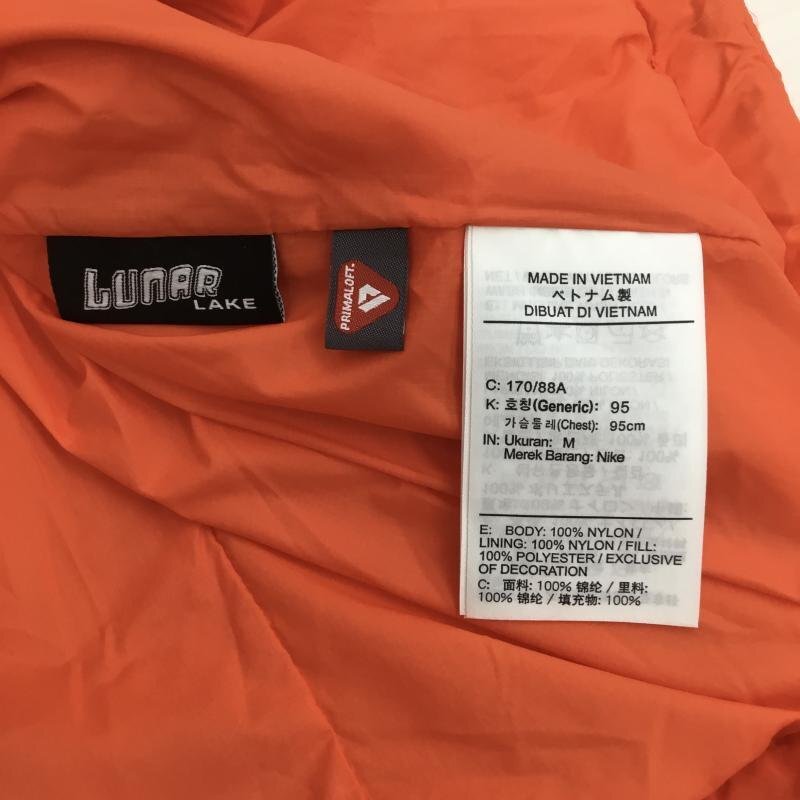 LUNAR
LAKE
PRIMALOFT.
MADE IN VIETNAM
ベトナム製
DIBUAT DI VIETNAM
C: 170/88A
K: 호칭(Generic): 95
가슴둘레(Chest): 95cm
IN: Ukuran: M
Merek Barang: Nike
E: BODY: 100% NYLON /
LINING: 100% NYLON / FILL:
100% POLYESTER / EXCLUSIVE
OF DECORATION
C: 面料: 100% 锦纶 / 里料:
100% 锦纶 / 填充物: 100%